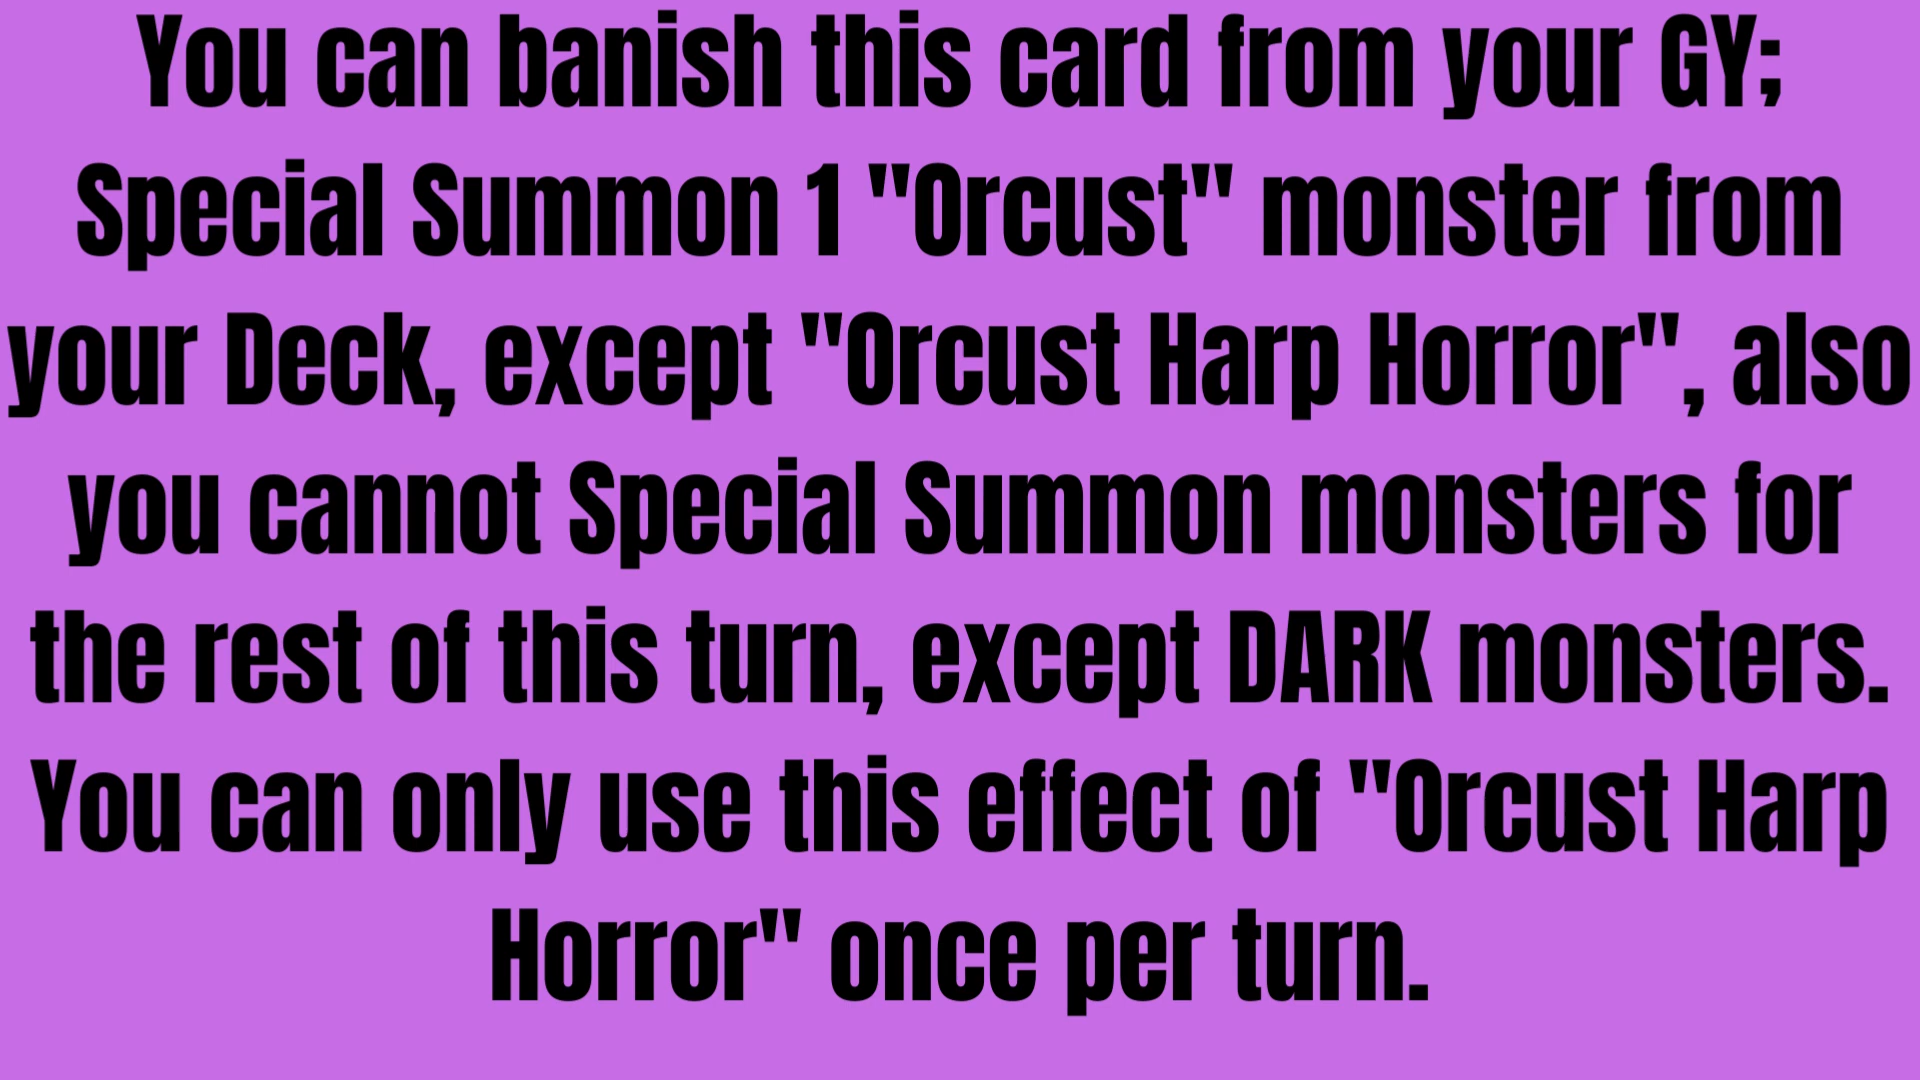 You can banish this card from your GY;
Special Summon 1 "Orcust" monster from
your Deck, except "Orcust Harp Horror", also
you cannot Special Summon monsters for
the rest of this turn, except DARK monsters.
You can only use this effect of "Orcust Harp
Horror" once per turn.